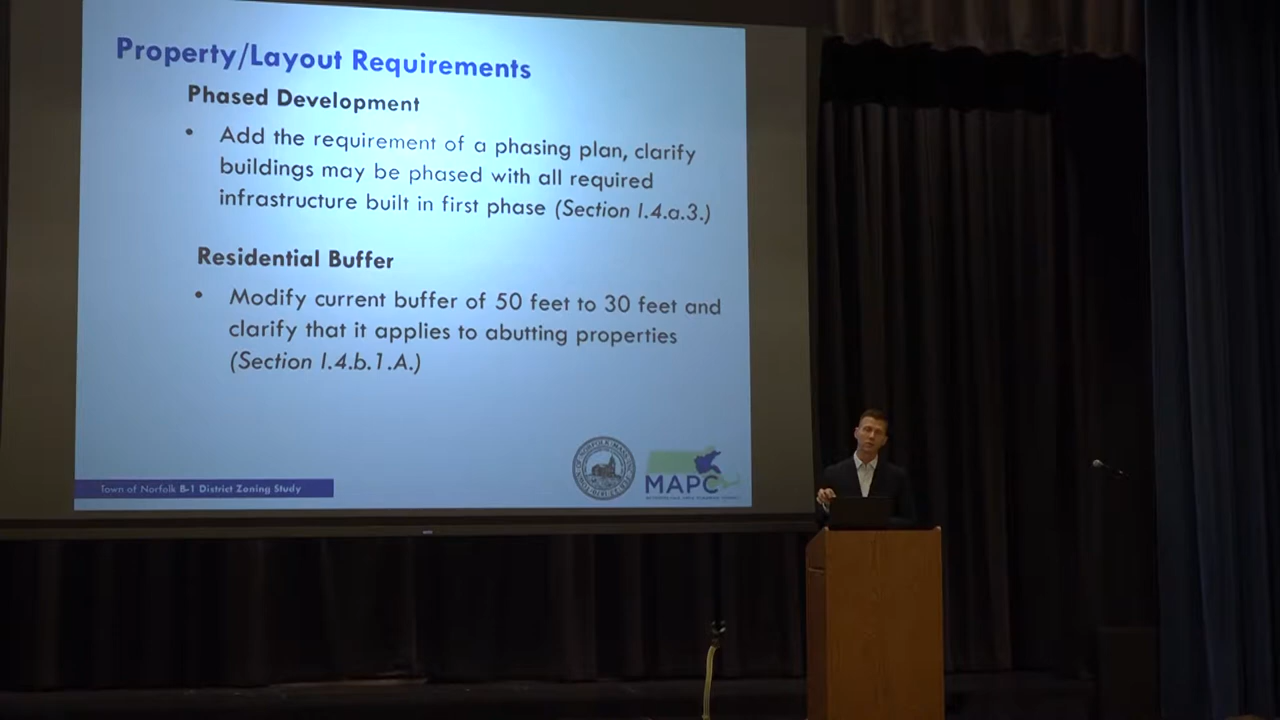 Property/Layout Requirements
Phased Development
• Add the requirement of a phasing plan, clarify
buildings may be phased with all required
infrastructure built in first phase (Section I.4.a.3.)
Residential Buffer
• Modify current buffer of 50 feet to 30 feet and
clarify that it applies to abutting properties
(Section I.4.b.1.A.)
Town of Norfolk B-1 District Zoning Study
MAPC